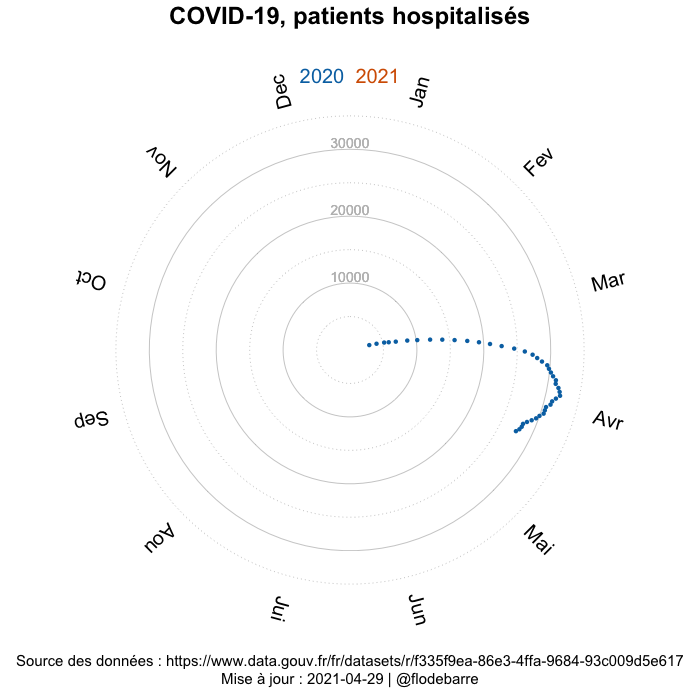 COVID-19, patients hospitalisés
2020 2021
Jan
Fev
Mar
Avr
Mai
Jun
Jui
Aou
Sep
Oct
Nov
Dec
30000
20000
10000
Source des données : https://www.data.gouv.fr/fr/datasets/r/f335f9ea-86e3-4ffa-9684-93c009d5e617
Mise à jour : 2021-04-29 | @flodebarre